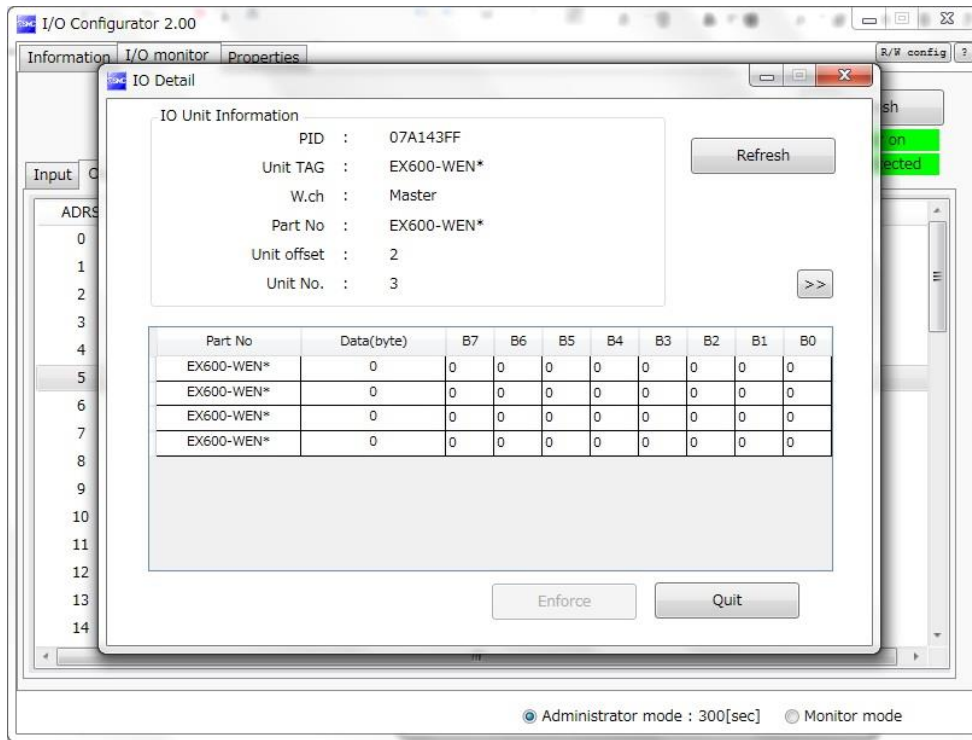 I/O Configurator 2.00
Information I/O monitor Properties
R/W config ?
IO Detail
IO Unit Information
PID : 07A143FF
Unit TAG : EX600-WEN*
W.ch : Master
Part No : EX600-WEN*
Unit offset : 2
Unit No. : 3
Refresh
>>
Input
ADRS
0
1
2
3
4
5
6
7
8
9
10
11
12
13
14
Part No Data(byte) B7 B6 B5 B4 B3 B2 B1 B0
EX600-WEN* 0 0 0 0 0 0 0 0 0
EX600-WEN* 0 0 0 0 0 0 0 0 0
EX600-WEN* 0 0 0 0 0 0 0 0 0
EX600-WEN* 0 0 0 0 0 0 0 0 0
Enforce Quit
Administrator mode : 300[sec] Monitor mode